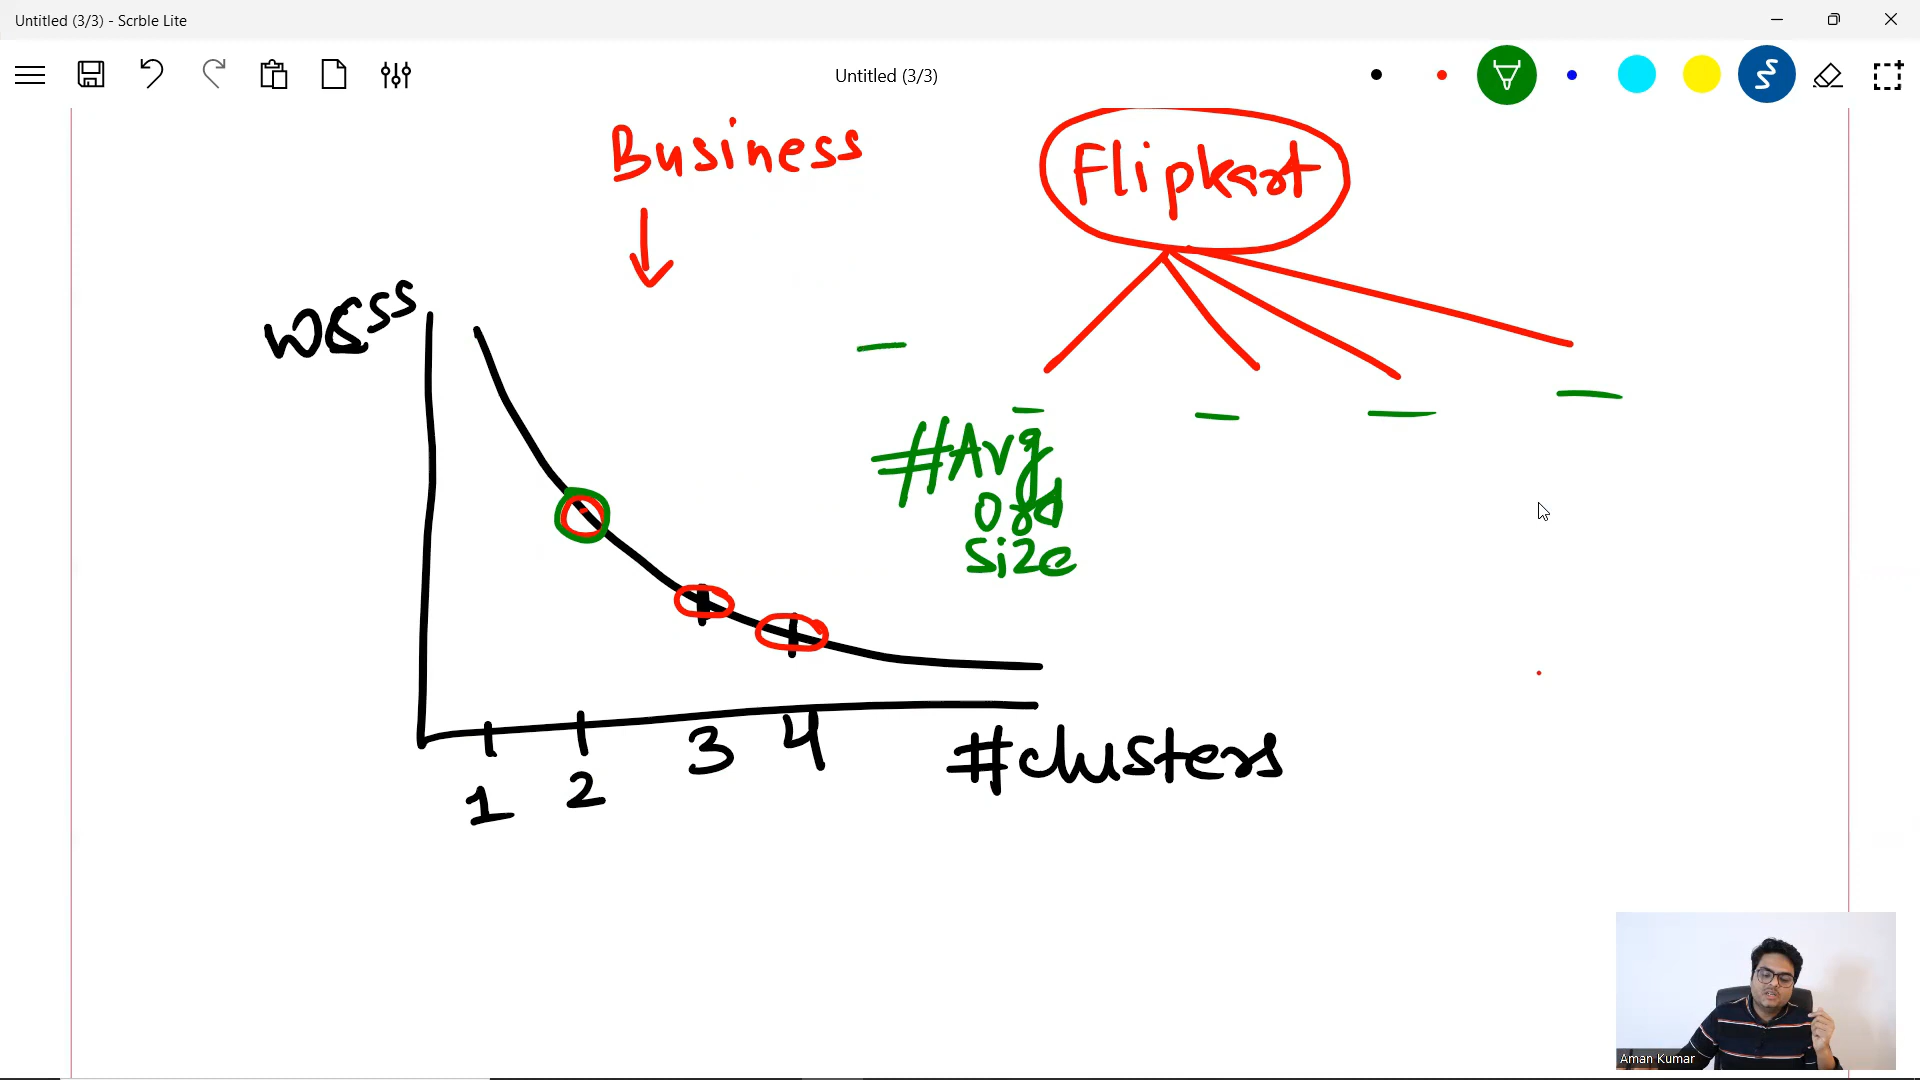 Untitled (3/3) - Scrble Lite
Untitled (3/3)
Business
Flipkart
WCSS
#Avg
Ord
Size
1
2
3
4
#clusters
Aman Kumar